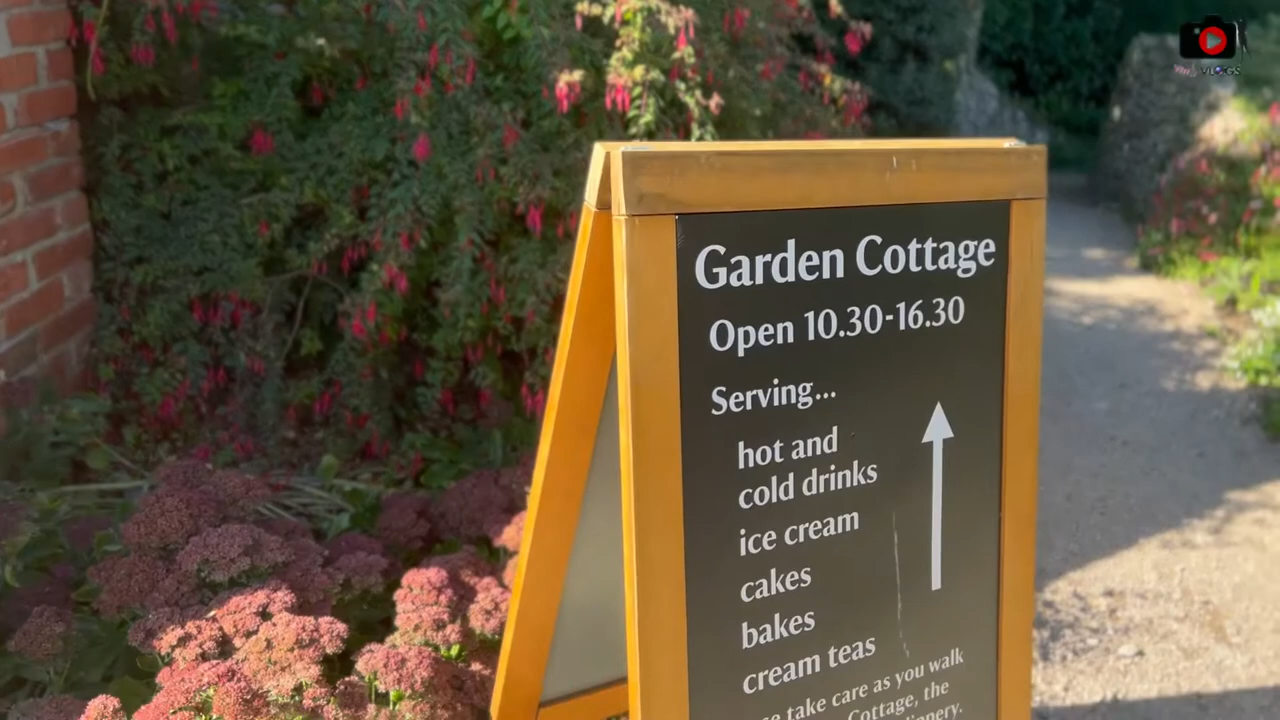 Garden Cottage
Open 10.30-16.30
Serving...
hot and
cold drinks
ice cream
cakes
bakes
cream teas
take care as you walk
Cottage, the
VLOGS